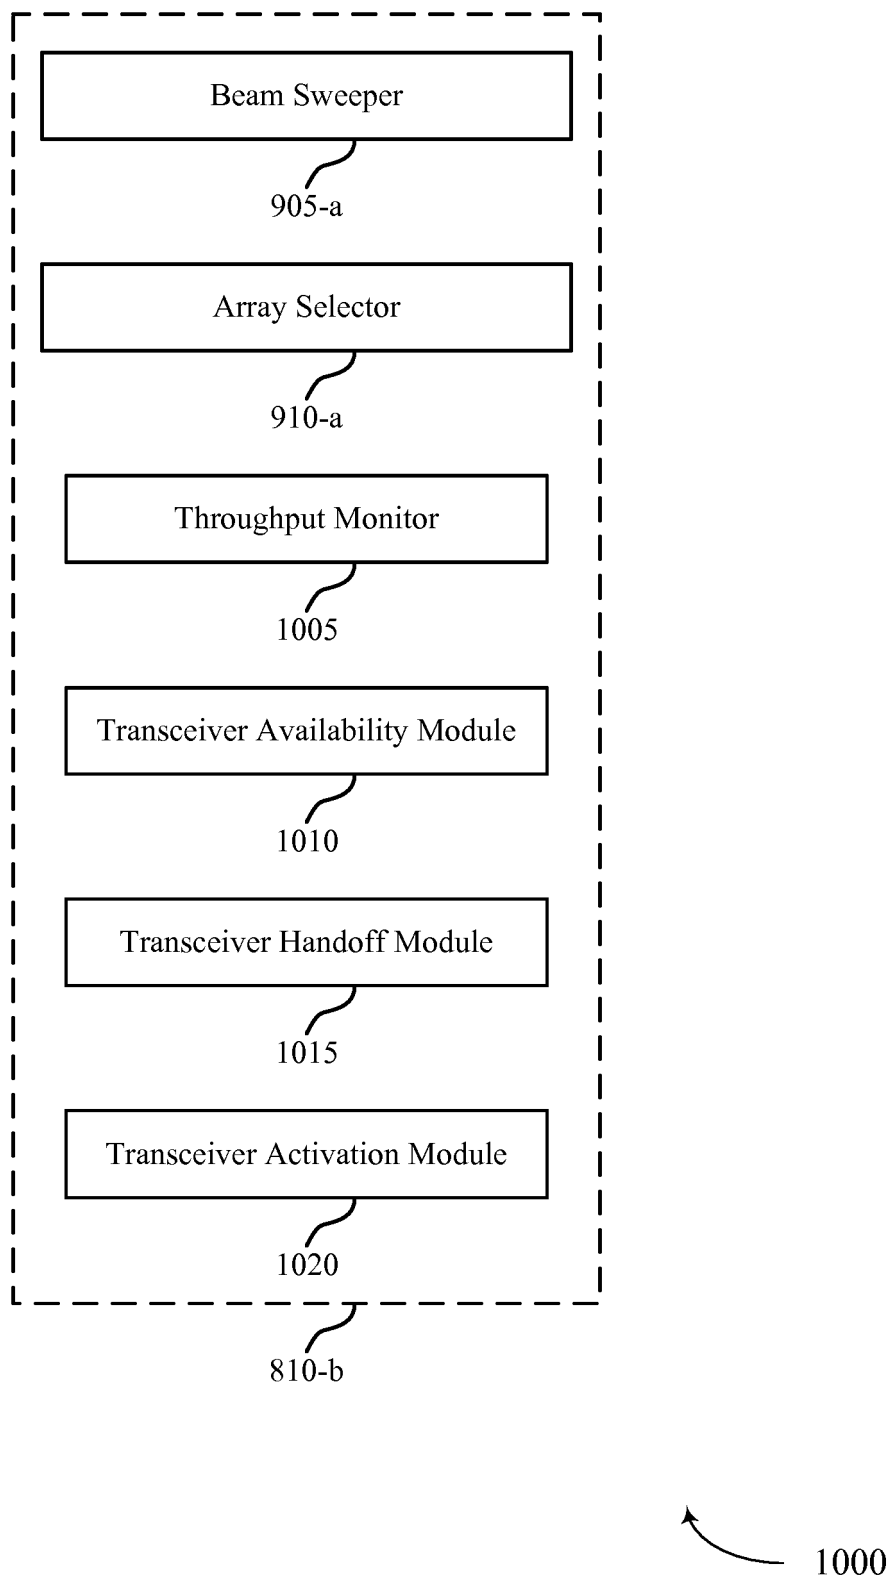 Beam Sweeper
905-a
Array Selector
910-a
Throughput Monitor
1005
Transceiver Availability Module
1010
Transceiver Handoff Module
1015
Transceiver Activation Module
1020
810-b
1000